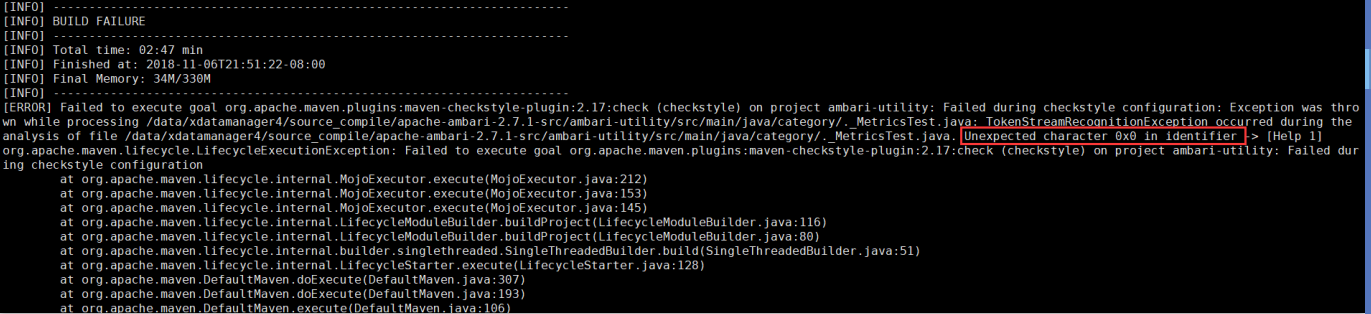 [INFO] ------------------------------------------------------------------------
[INFO] BUILD FAILURE
[INFO] ------------------------------------------------------------------------
[INFO] Total time: 02:47 min
[INFO] Finished at: 2018-11-06T21:51:22-08:00
[INFO] Final Memory: 34M/330M
[INFO] ------------------------------------------------------------------------
[ERROR] Failed to execute goal org.apache.maven.plugins:maven-checkstyle-plugin:2.17:check (checkstyle) on project ambari-utility: Failed during checkstyle configuration: Exception was thro
wn while processing /data/xdatamanager4/source_compile/apache-ambari-2.7.1-src/ambari-utility/src/main/java/category/._MetricsTest.java: TokenStreamRecognitionException occurred during the
analysis of file /data/xdatamanager4/source_compile/apache-ambari-2.7.1-src/ambari-utility/src/main/java/category/._MetricsTest.java. Unexpected character 0x0 in identifier -> [Help 1]
org.apache.maven.lifecycle.LifecycleExecutionException: Failed to execute goal org.apache.maven.plugins:maven-checkstyle-plugin:2.17:check (checkstyle) on project ambari-utility: Failed dur
ing checkstyle configuration
at org.apache.maven.lifecycle.internal.MojoExecutor.execute(MojoExecutor.java:212)
at org.apache.maven.lifecycle.internal.MojoExecutor.execute(MojoExecutor.java:153)
at org.apache.maven.lifecycle.internal.MojoExecutor.execute(MojoExecutor.java:145)
at org.apache.maven.lifecycle.internal.LifecycleModuleBuilder.buildProject(LifecycleModuleBuilder.java:116)
at org.apache.maven.lifecycle.internal.LifecycleModuleBuilder.buildProject(LifecycleModuleBuilder.java:80)
at org.apache.maven.lifecycle.internal.builder.singlethreaded.SingleThreadedBuilder.build(SingleThreadedBuilder.java:51)
at org.apache.maven.lifecycle.internal.LifecycleStarter.execute(LifecycleStarter.java:128)
at org.apache.maven.DefaultMaven.doExecute(DefaultMaven.java:307)
at org.apache.maven.DefaultMaven.doExecute(DefaultMaven.java:193)
at org.apache.maven.DefaultMaven.execute(DefaultMaven.java:106)